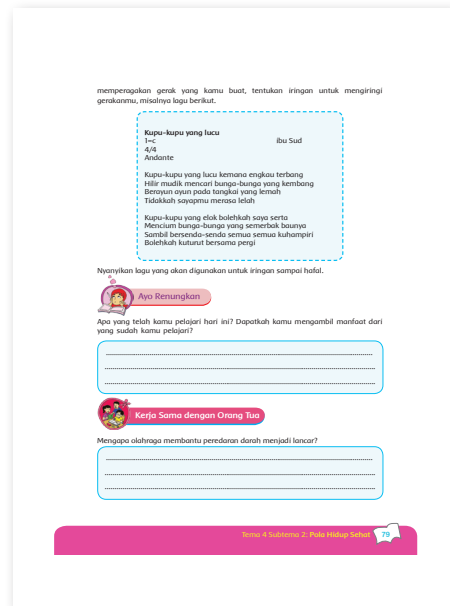 memperagakan gerak yang kamu buat, tentukan iringan untuk mengiringi
gerakanmu, misalnya lagu berikut.
Kupu-kupu yang lucu
1=c ibu Sud
4/4
Andante
Kupu-kupu yang lucu kemana engkau terbang
Hilir mudik mencari bunga-bunga yang kembang
Berayun ayun pada tangkai yang lemah
Tidakkah sayapmu merasa lelah
Kupu-kupu yang elok bolehkah saya serta
Mencium bunga-bunga yang semerbak baunya
Sambil bersenda-senda semua semua kuhampiri
Bolehkah kuturut bersama pergi
Nyanyikan lagu yang akan digunakan untuk iringan sampai hafal.
Ayo Renungkan
Apa yang telah kamu pelajari hari ini? Dapatkah kamu mengambil manfaat dari
yang sudah kamu pelajari?
Kerja Sama dengan Orang Tua
Mengapa olahraga membantu peredaran darah menjadi lancar?
Tema 4 Subtema 2: Pola Hidup Sehat 79